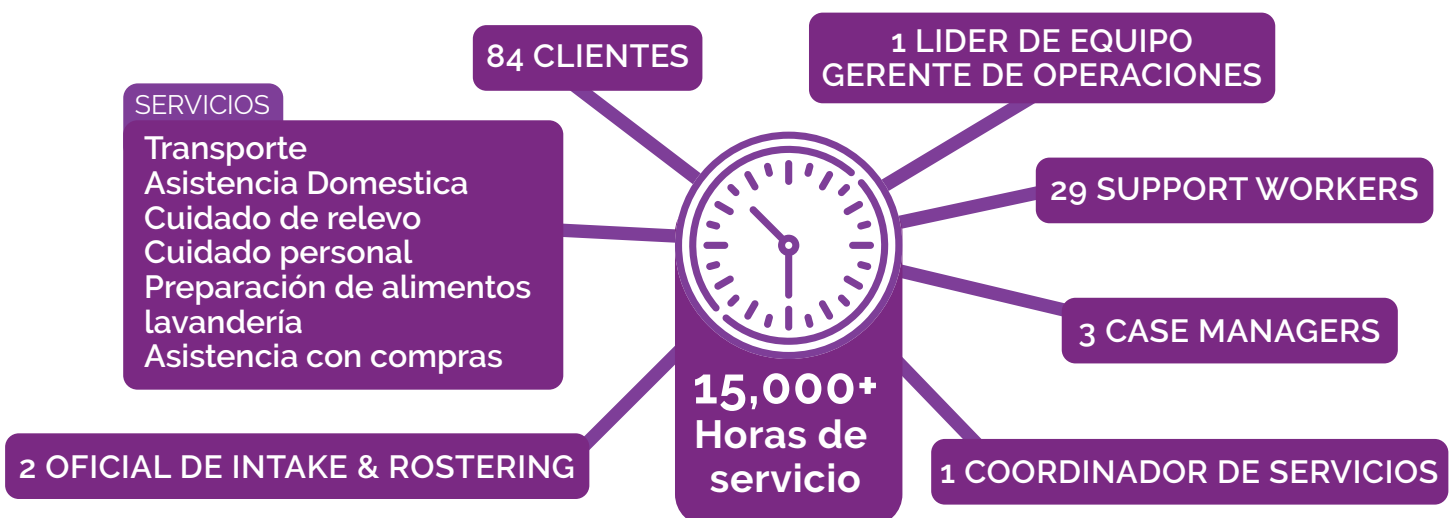 84 CLIENTES
1 LIDER DE EQUIPO
GERENTE DE OPERACIONES
SERVICIOS
Transporte
Asistencia Domestica
Cuidado de relevo
Cuidado personal
Preparación de alimentos
lavandería
Asistencia con compras
29 SUPPORT WORKERS
3 CASE MANAGERS
15,000+
Horas de
servicio
2 OFICIAL DE INTAKE & ROSTERING
1 COORDINADOR DE SERVICIOS